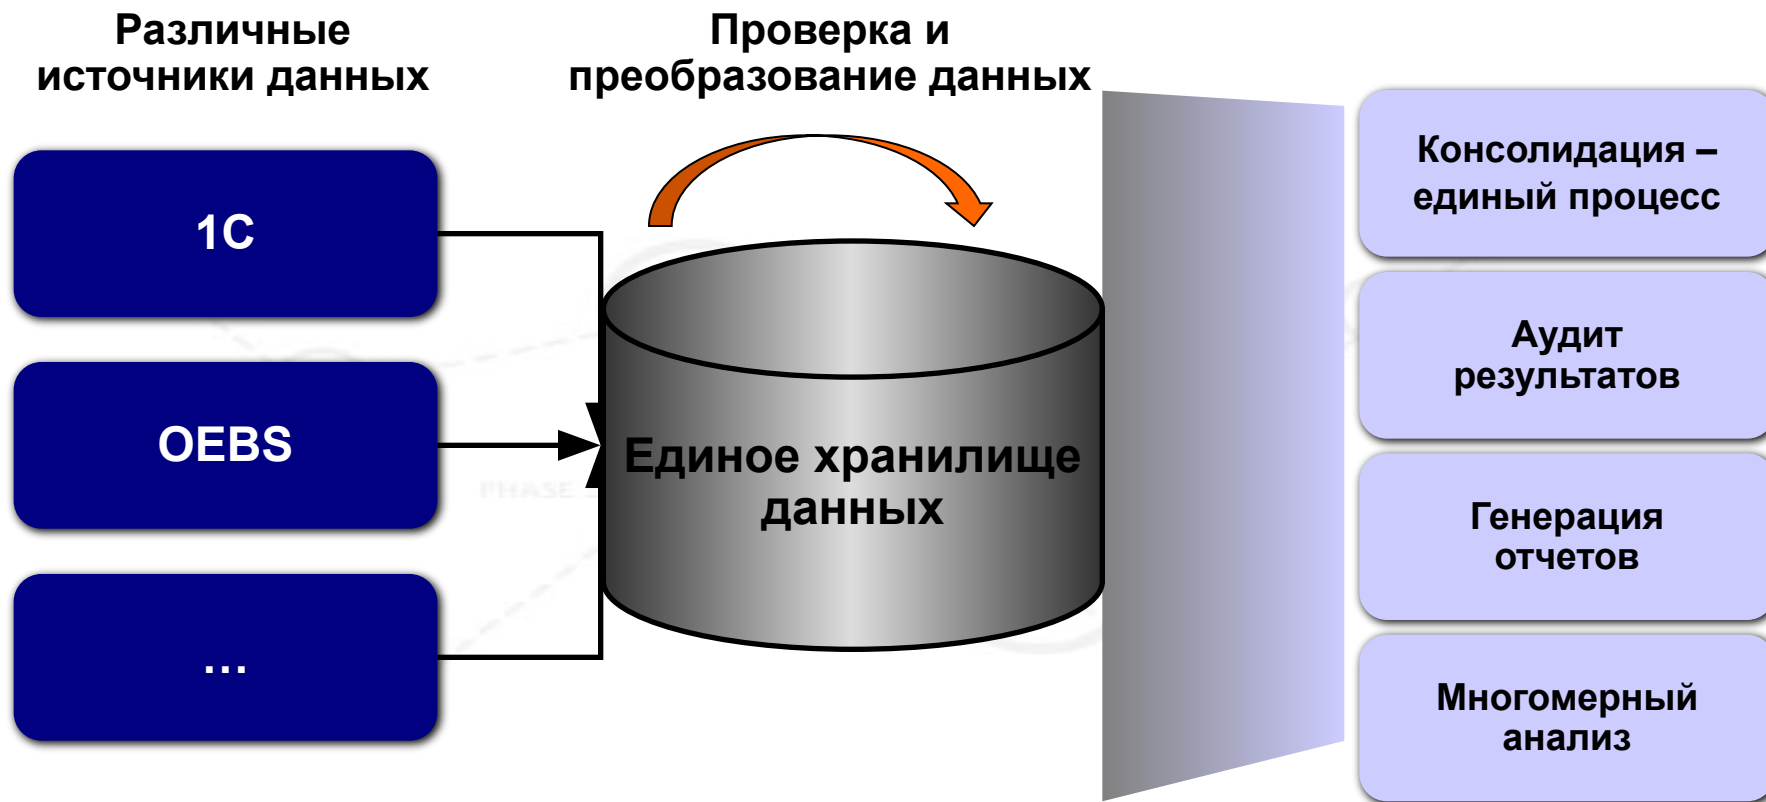 Различные
источники данных
Проверка и
преобразование данных
1С
OEBS
...
Единое хранилище
данных
Консолидация –
единый процесс
Аудит
результатов
Генерация
отчетов
Многомерный
анализ
PHASE